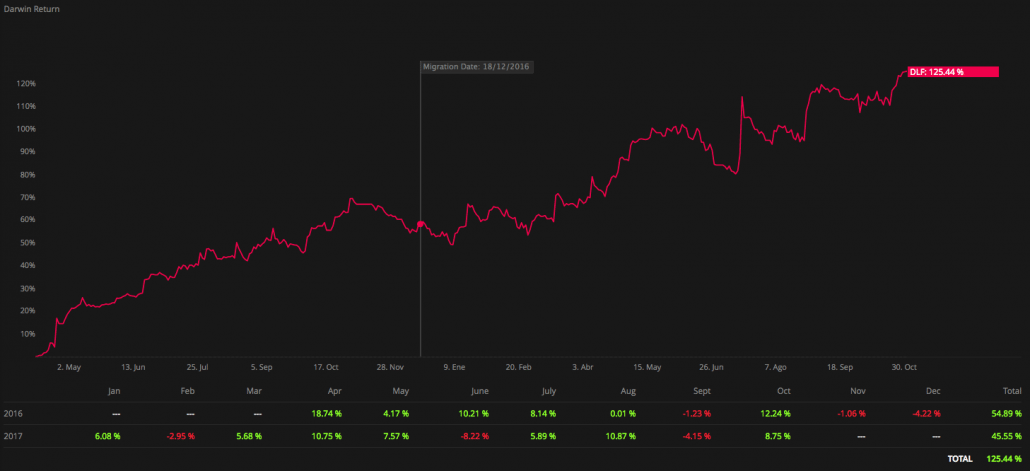 Darwin Return
Migration Date: 18/12/2016
DLF: 125.44 %
120%
110%
100%
90%
80%
70%
60%
50%
40%
30%
20%
10%
2. May 13. Jun 25. Jul 5. Sep 17. Oct 28. Nov 9. Ene 20. Feb 3. Abr 15. May 26. Jun 7. Ago 18. Sep 30. Oct
Jan Feb Mar Apr May June July Aug Sept Oct Nov Dec Total
2016 --- --- --- 18.74 % 4.17 % 10.21 % 8.14 % 0.01 % -1.23 % 12.24 % -1.06 % -4.22 % 54.89 %
2017 6.08 % -2.95 % 5.68 % 10.75 % 7.57 % -8.22 % 5.89 % 10.87 % -4.15 % 8.75 % --- --- 45.55 %
TOTAL 125.44 %